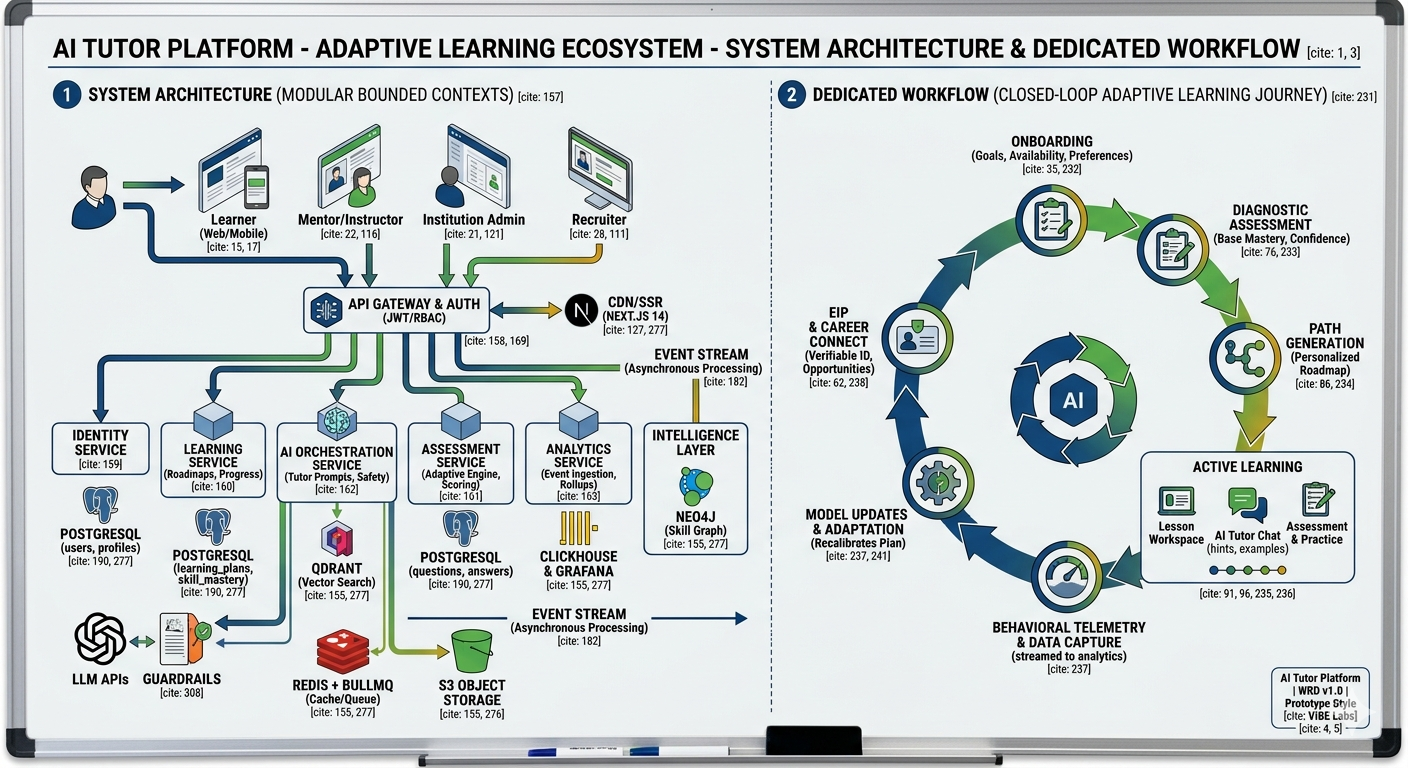 AI TUTOR PLATFORM - ADAPTIVE LEARNING ECOSYSTEM - SYSTEM ARCHITECTURE & DEDICATED WORKFLOW [cite: 1, 3]
1 SYSTEM ARCHITECTURE (MODULAR BOUNDED CONTEXTS) [cite: 157]
Learner
(Web/Mobile)
[cite: 15, 17]
Mentor/Instructor
[cite: 22, 116]
Institution Admin
[cite: 21, 121]
Recruiter
[cite: 28, 111]
API GATEWAY & AUTH
(JWT/RBAC)
[cite: 158, 169]
N
CDN/SSR
(NEXT.JS 14)
[cite: 127, 277]
EVENT STREAM
(Asynchronous Processing)
[cite: 182]
IDENTITY
SERVICE
[cite: 159]
LEARNING
SERVICE
(Roadmaps, Progress)
[cite: 160]
AI ORCHESTRATION
SERVICE
(Tutor Prompts, Safety)
[cite: 162]
ASSESSMENT
SERVICE
(Adaptive Engine,
Scoring)
[cite: 161]
ANALYTICS
SERVICE
(Event Ingestion,
Rollups)
[cite: 163]
INTELLIGENCE
LAYER
NEO4J
(Skill Graph)
[cite: 155, 277]
POSTGRESQL
(users, profiles)
[cite: 190, 277]
POSTGRESQL
(learning_plans,
skill_mastery)
[cite: 190, 277]
QDRANT
(Vector Search)
[cite: 155, 277]
POSTGRESQL
(questions, answers)
[cite: 190, 277]
CLICKHOUSE
& GRAFANA
[cite: 155, 277]
EVENT STREAM
(Asynchronous Processing)
[cite: 182]
LLM APIs
GUARDRAILS
[cite: 308]
REDIS + BULLMQ
(Cache/Queue)
[cite: 155, 277]
S3 OBJECT
STORAGE
[cite: 155, 276]
2 DEDICATED WORKFLOW (CLOSED-LOOP ADAPTIVE LEARNING JOURNEY) [cite: 231]
ONBOARDING
(Goals, Availability, Preferences)
[cite: 35, 232]
DIAGNOSTIC
ASSESSMENT
(Base Mastery, Confidence)
[cite: 76, 233]
PATH
GENERATION
(Personalized
Roadmap)
[cite: 86, 234]
ACTIVE LEARNING
Lesson
Workspace
AI Tutor Chat
(hints, examples)
Assessment
& Practice
[cite: 91, 96, 235, 236]
BEHAVIORAL TELEMETRY
& DATA CAPTURE
(streamed to analytics)
[cite: 237]
MODEL UPDATES
& ADAPTATION
(Recalibrates Plan)
[cite: 237, 241]
EIP
& CAREER
CONNECT
(Verifiable ID,
Opportunities)
[cite: 62, 238]
AI
AI Tutor Platform
| WRD v1.0 |
Prototype Style
[cite: ViBE Labs]
[cite: 4, 5]